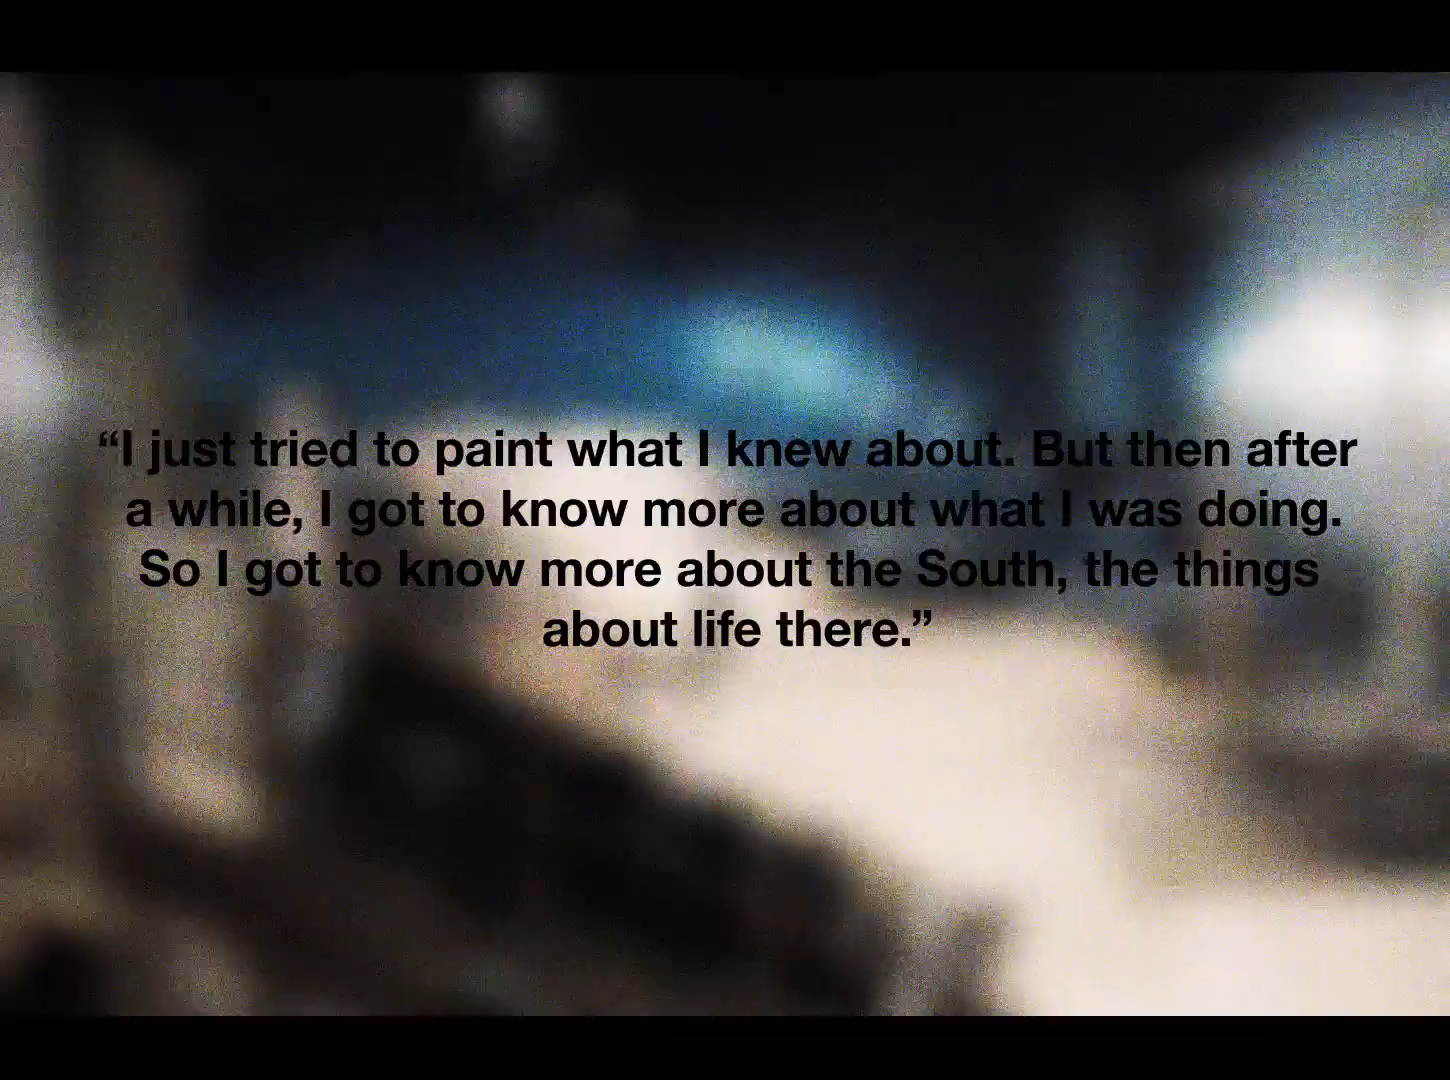 “I just tried to paint what I knew about. But then after
a while, I got to know more about what I was doing.
So I got to know more about the South, the things
about life there.”